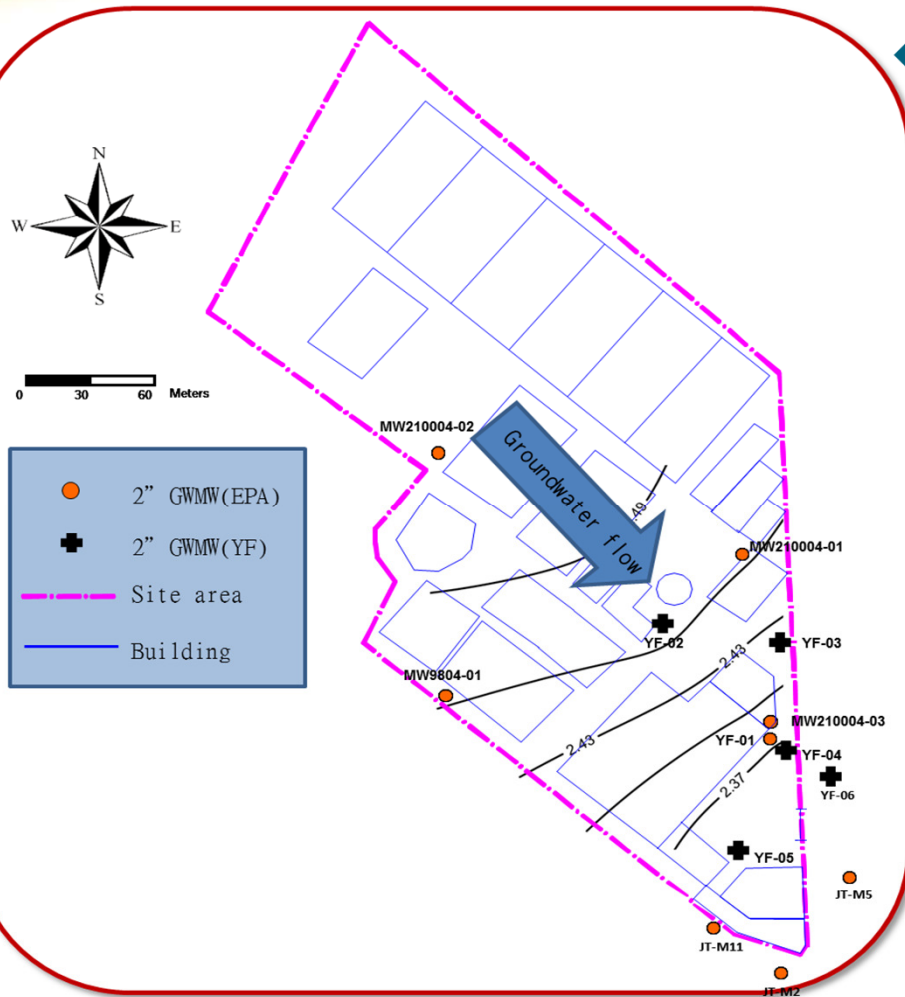 N
W
E
S
0 30 60 Meters
2” GWMW(EPA)
2” GWMW(YF)
Site area
Building
MW210004-02
Groundwater flow
MW210004-01
YF-02
YF-03
2.43
MW9804-01
MW210004-03
2.43
YF-01
YF-04
2.37
YF-06
YF-05
JT-M5
JT-M11
JT-M2